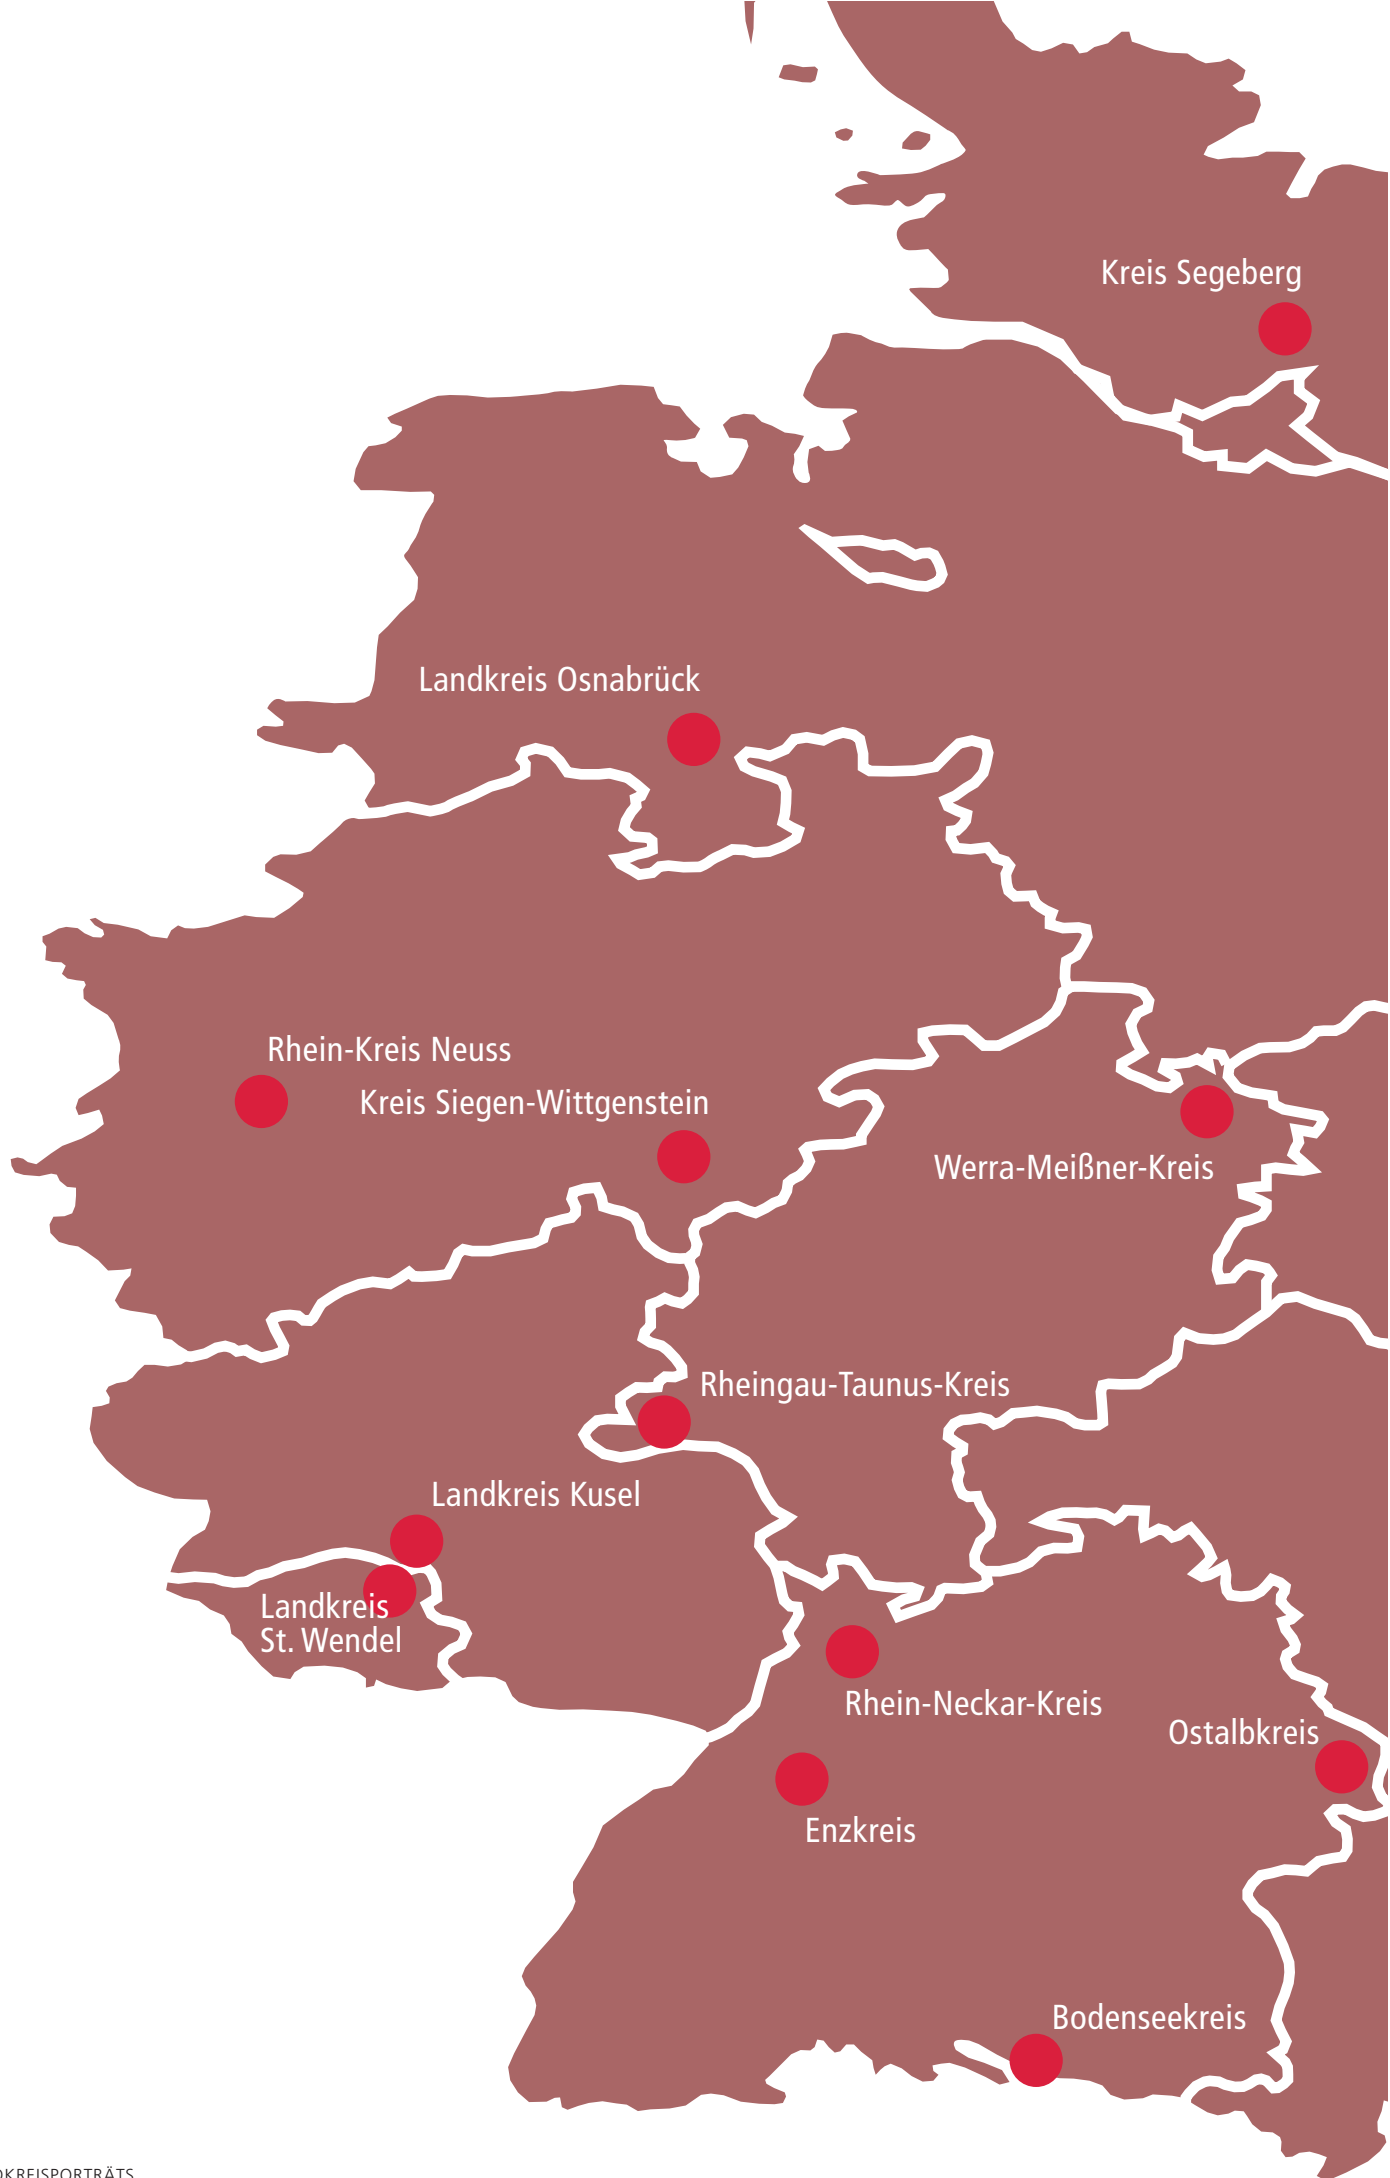 Kreis Segeberg
Landkreis Osnabrück
Rhein-Kreis Neuss
Kreis Siegen-Wittgenstein
Werra-Meißner-Kreis
Rheingau-Taunus-Kreis
Landkreis Kusel
Landkreis
St. Wendel
Rhein-Neckar-Kreis
Ostalbkreis
Enzkreis
Bodenseekreis